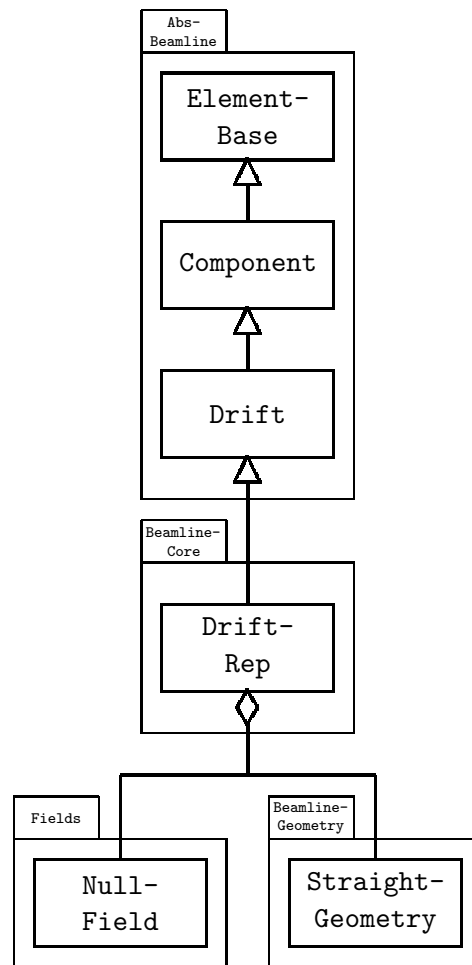 Abs-
Beamline
Element-
Base
Component
Drift
Beamline-
Core
Drift-
Rep
Fields
Beamline-
Geometry
Null-
Field
Straight-
Geometry